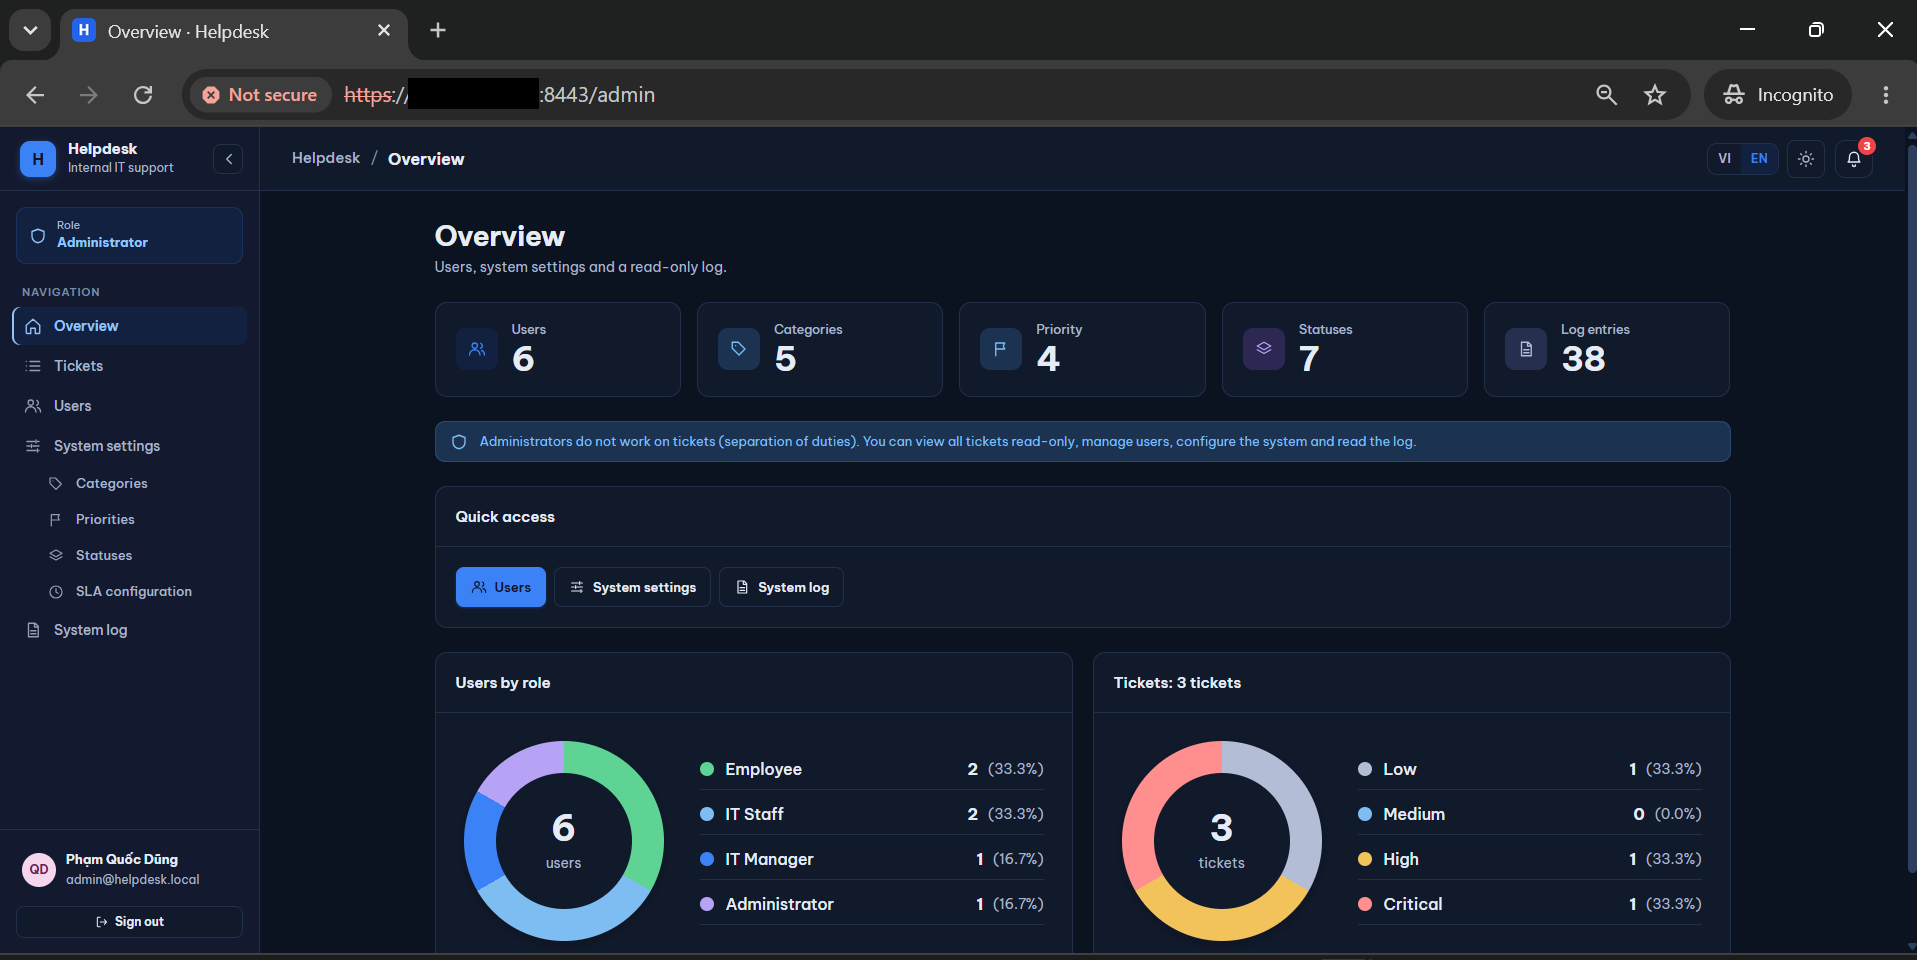 H Overview · Helpdesk
Not secure https:// :8443/admin
Incognito
H
Helpdesk
Internal IT support
Helpdesk / Overview
VI EN
3
Role
Administrator
NAVIGATION
Overview
Tickets
Users
System settings
Categories
Priorities
Statuses
SLA configuration
System log
QD
Phạm Quốc Dũng
admin@helpdesk.local
Sign out
Overview
Users, system settings and a read-only log.
Users
6
Categories
5
Priority
4
Statuses
7
Log entries
38
Administrators do not work on tickets (separation of duties). You can view all tickets read-only, manage users, configure the system and read the log.
Quick access
Users
System settings
System log
Users by role
6
users
Employee 2 (33.3%)
IT Staff 2 (33.3%)
IT Manager 1 (16.7%)
Administrator 1 (16.7%)
Tickets: 3 tickets
3
tickets
Low 1 (33.3%)
Medium 0 (0.0%)
High 1 (33.3%)
Critical 1 (33.3%)